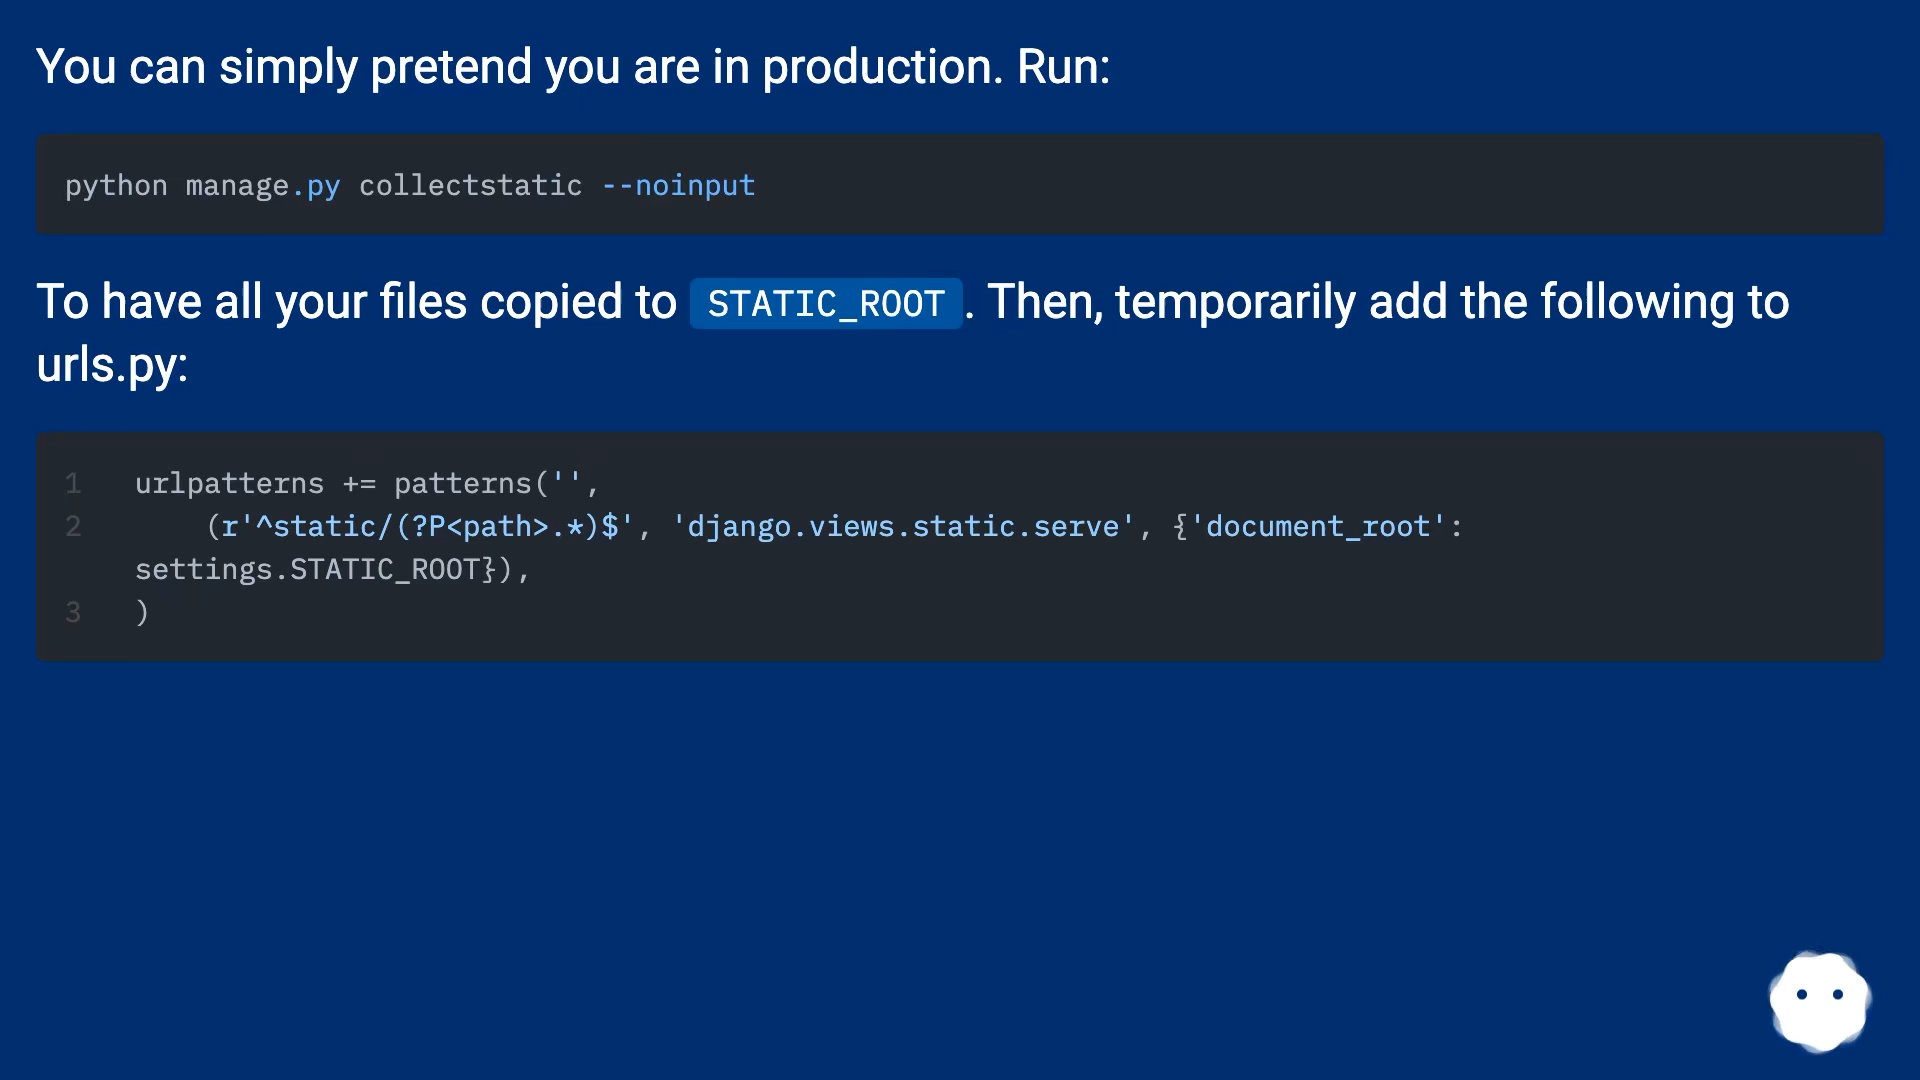 You can simply pretend you are in production. Run:
python manage.py collectstatic --noinput
To have all your files copied to STATIC_ROOT. Then, temporarily add the following to
urls.py:
1 urlpatterns += patterns('',
2     (r'^static/(?P<path>.*)$', 'django.views.static.serve', {'document_root':
settings.STATIC_ROOT}),
3 )